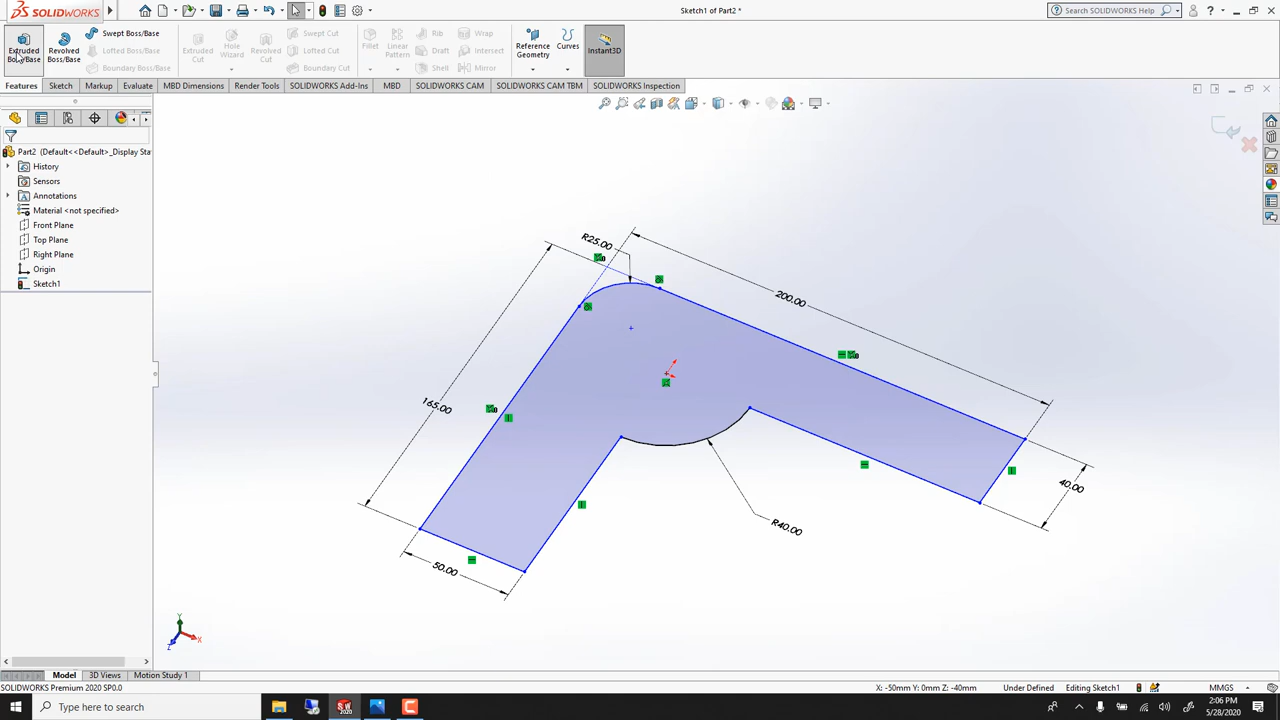 SOLIDWORKS
Sketch1 of Part2 *
Search SOLIDWORKS Help
Extruded Boss/Base
Revolved Boss/Base
Swept Boss/Base
Lofted Boss/Base
Boundary Boss/Base
Extruded Cut
Hole Wizard
Revolved Cut
Swept Cut
Lofted Cut
Boundary Cut
Fillet
Linear Pattern
Rib
Draft
Shell
Wrap
Intersect
Mirror
Reference Geometry
Curves
Instant3D
Features
Sketch
Markup
Evaluate
MBD Dimensions
Render Tools
SOLIDWORKS Add-Ins
MBD
SOLIDWORKS CAM
SOLIDWORKS CAM TBM
SOLIDWORKS Inspection
Part2 (Default<<Default>_Display Sta
History
Sensors
Annotations
Material <not specified>
Front Plane
Top Plane
Right Plane
Origin
Sketch1
R25.00
200.00
165.00
40.00
R40.00
50.00
Y
X
Z
Model
3D Views
Motion Study 1
SOLIDWORKS Premium 2020 SP0.0
X: -50mm Y: 0mm Z: -40mm
Under Defined
Editing Sketch1
MMGS
Type here to search
2:06 PM
5/28/2020